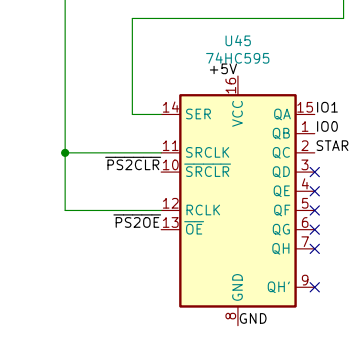 U45
74HC595
+5V
16
VCC
14 SER QA 15 IO1
QB 1 IO0
11 SRCLK QC 2 STAR
PS2CLR 10 SRCLR QD 3
QE 4
12 RCLK QF 5
PS2OE 13 OE QG 6
QH 7
QH' 9
GND
8 GND